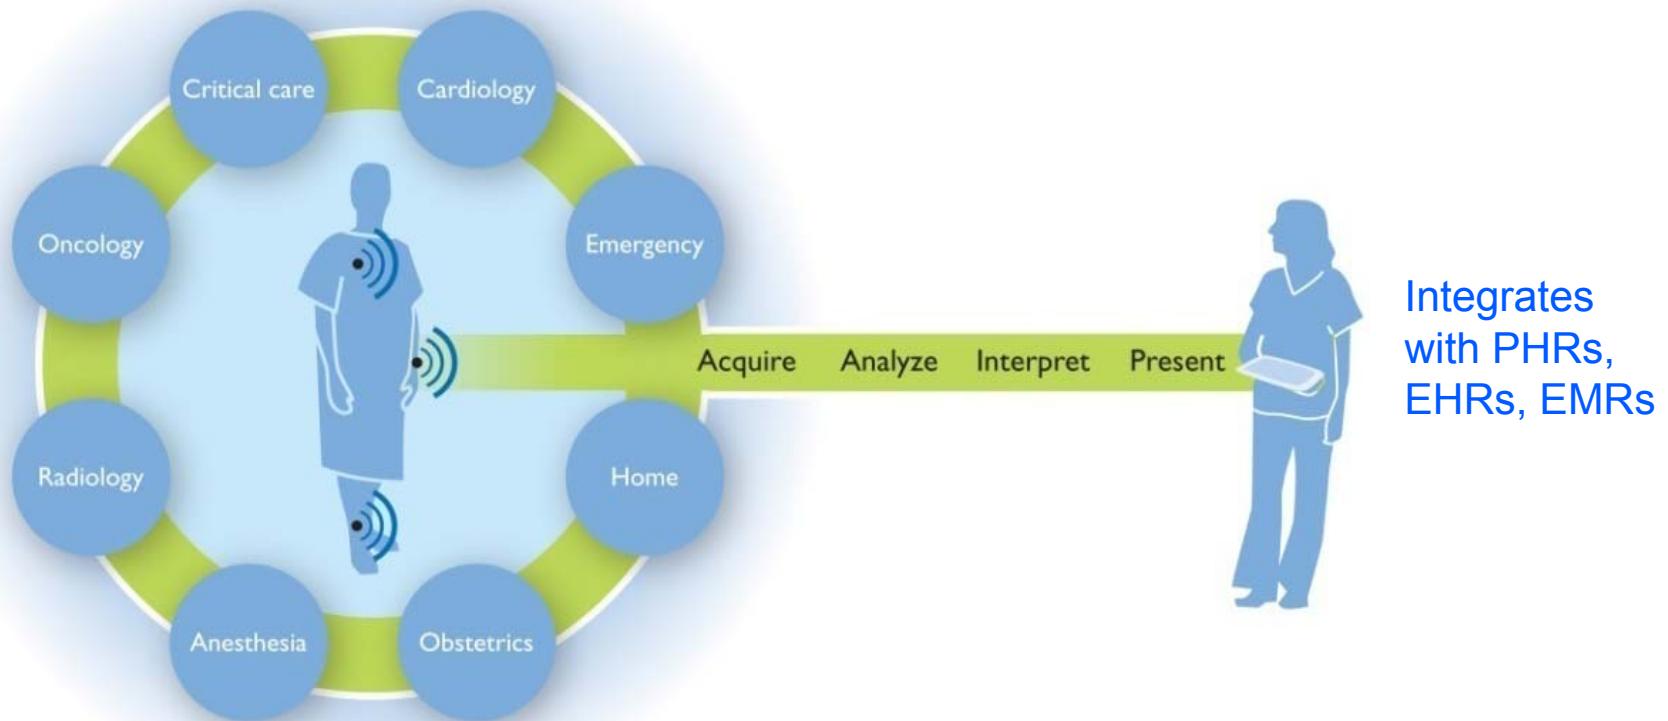 Critical care
Cardiology
Oncology
Emergency
Acquire Analyze Interpret Present
Integrates
with PHRs,
EHRs, EMRs
Radiology
Home
Anesthesia
Obstetrics